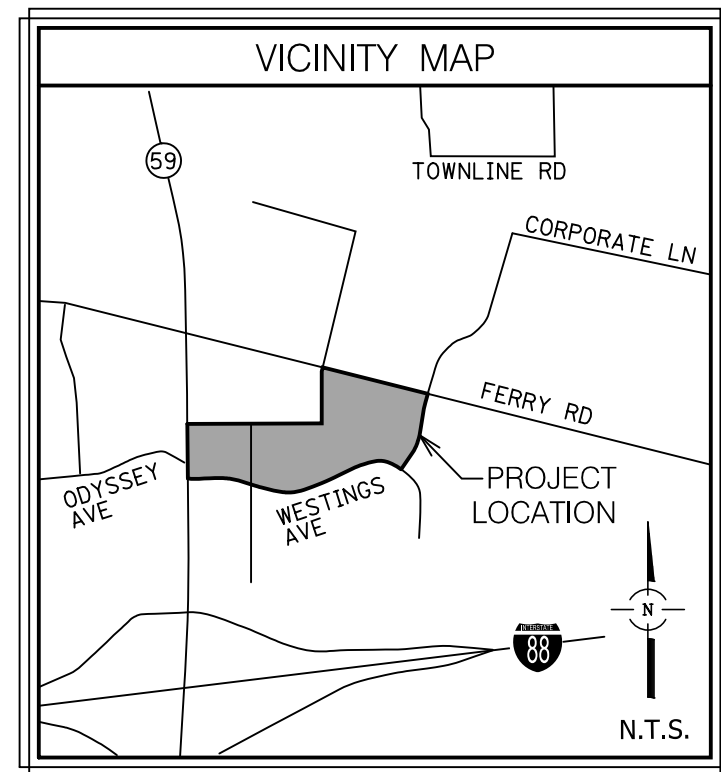 VICINITY MAP
59
TOWNLINE RD
CORPORATE LN
FERRY RD
ODYSSEY
AVE
WESTINGS
AVE
PROJECT
LOCATION
INTERSTATE
88
N
N.T.S.